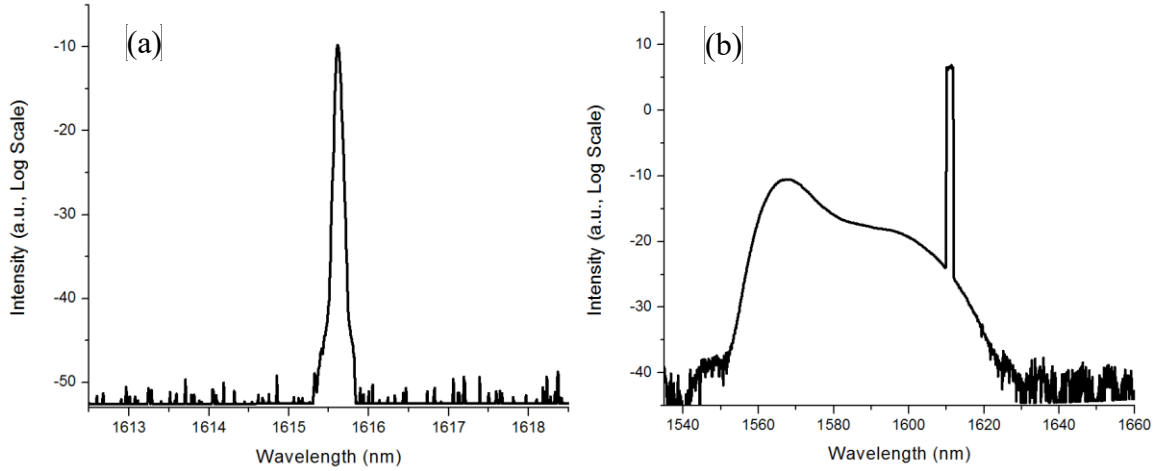 (a)
Intensity (a.u., Log Scale)
-10
-20
-30
-40
-50
1613 1614 1615 1616 1617 1618
Wavelength (nm)
(b)
Intensity (a.u., Log Scale)
15
0
-10
-20
-30
-40
1540 1560 1580 1600 1620 1640 1660
Wavelength (nm)